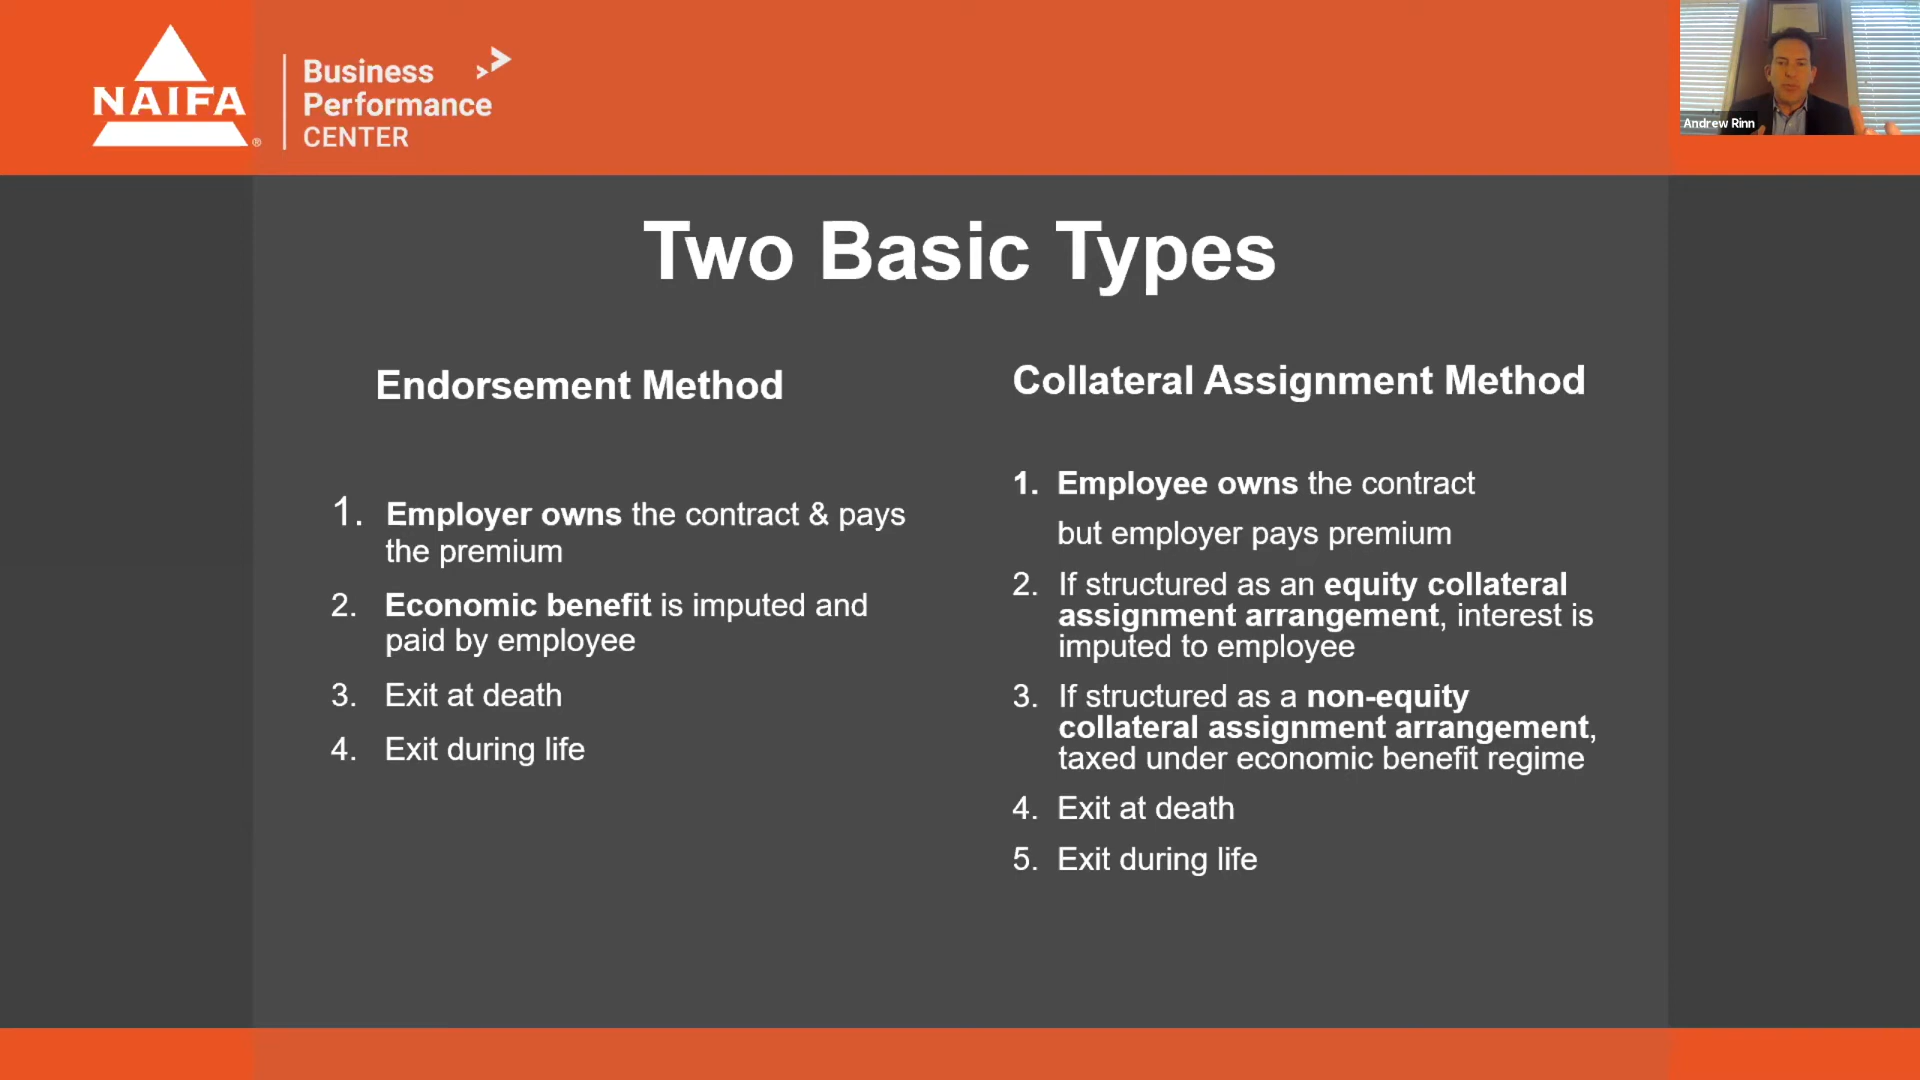 NAIFA
®
Business
Performance
CENTER
Andrew Rinn
Two Basic Types
Endorsement Method
1. Employer owns the contract & pays
the premium
2. Economic benefit is imputed and
paid by employee
3. Exit at death
4. Exit during life
Collateral Assignment Method
1. Employee owns the contract
but employer pays premium
2. If structured as an equity collateral
assignment arrangement, interest is
imputed to employee
3. If structured as a non-equity
collateral assignment arrangement,
taxed under economic benefit regime
4. Exit at death
5. Exit during life